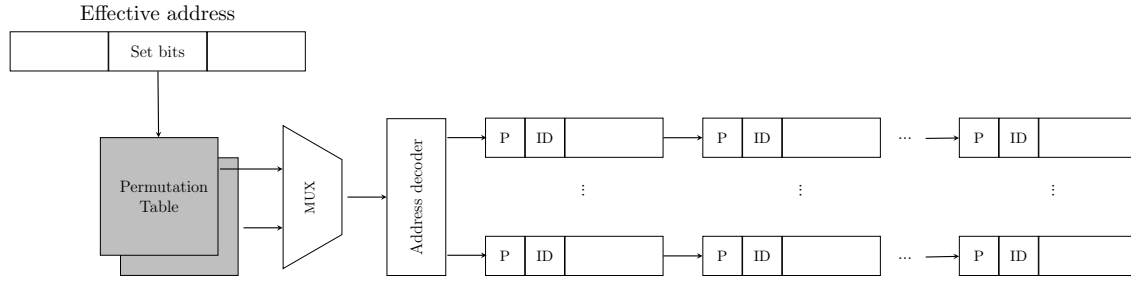 Effective address
Set bits
Permutation
Table
MUX
Address decoder
P ID P ID ... P ID
⋮ ⋮ ⋮
P ID P ID ... P ID